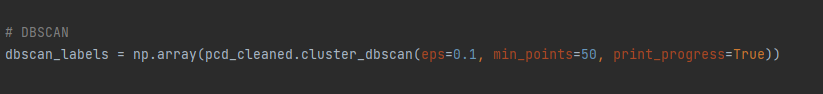 # DBSCAN
dbscan_labels = np.array(pcd_cleaned.cluster_dbscan(eps=0.1, min_points=50, print_progress=True))